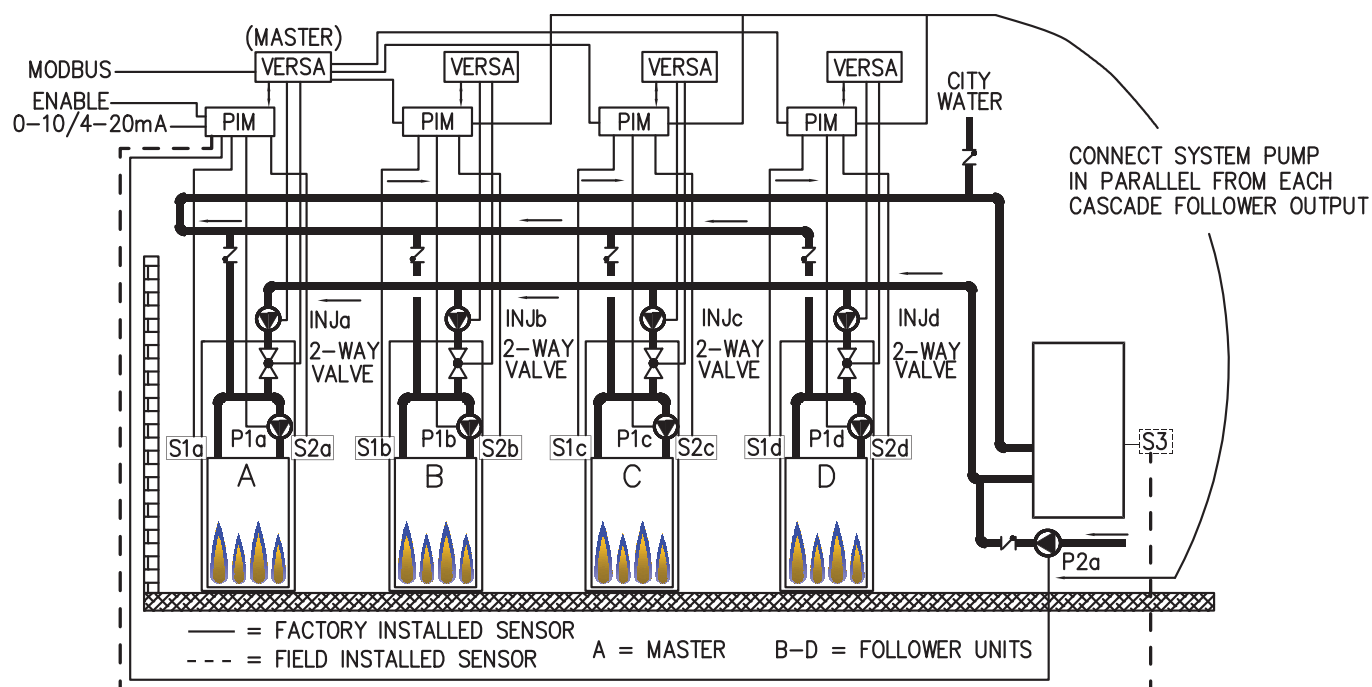 (MASTER)
VERSA
VERSA
VERSA
VERSA
MODBUS
ENABLE
0-10/4-20mA
PIM
PIM
PIM
PIM
CITY
WATER
CONNECT SYSTEM PUMP
IN PARALLEL FROM EACH
CASCADE FOLLOWER OUTPUT
INJa
2-WAY
VALVE
INJb
2-WAY
VALVE
INJc
2-WAY
VALVE
INJd
2-WAY
VALVE
S1a
P1a
S2a
S1b
P1b
S2b
S1c
P1c
S2c
S1d
P1d
S2d
S3
A
B
C
D
P2a
= FACTORY INSTALLED SENSOR
= FIELD INSTALLED SENSOR
A = MASTER
B-D = FOLLOWER UNITS